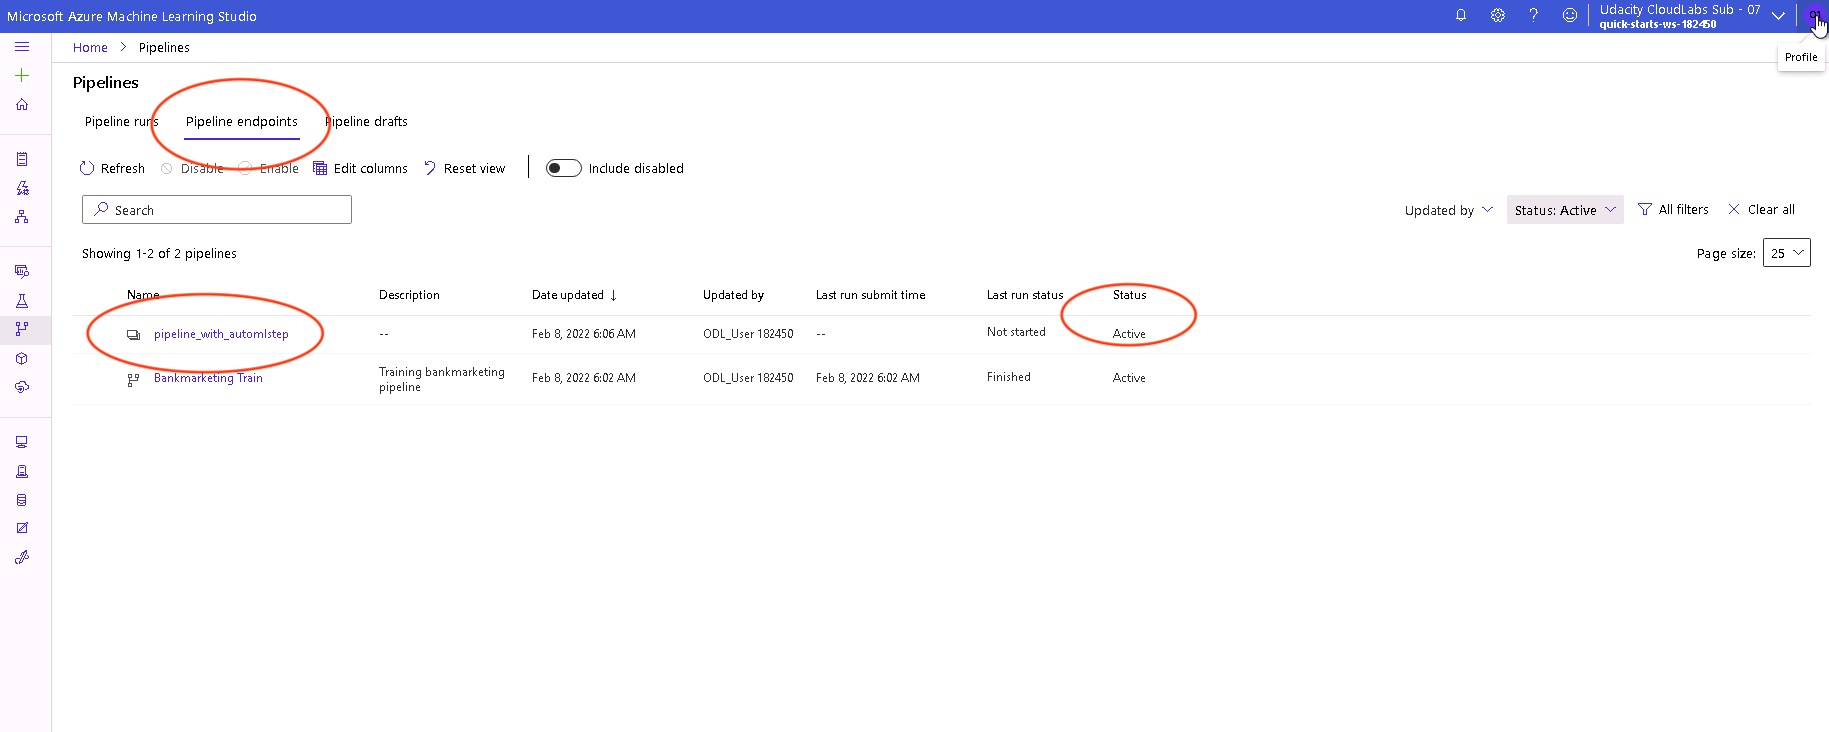 Microsoft Azure Machine Learning Studio
Udacity CloudLabs Sub - 07
quick-starts-ws-182450
Home > Pipelines
Profile
Pipelines
Pipeline runs Pipeline endpoints Pipeline drafts
Refresh Disable Enable Edit columns Reset view Include disabled
Search
Updated by Status: Active All filters Clear all
Showing 1-2 of 2 pipelines
Page size: 25
Name Description Date updated ↓ Updated by Last run submit time Last run status Status
pipeline_with_automlstep -- Feb 8, 2022 6:06 AM ODL_User 182450 -- Not started Active
Bankmarketing Train Training bankmarketing pipeline Feb 8, 2022 6:02 AM ODL_User 182450 Feb 8, 2022 6:02 AM Finished Active